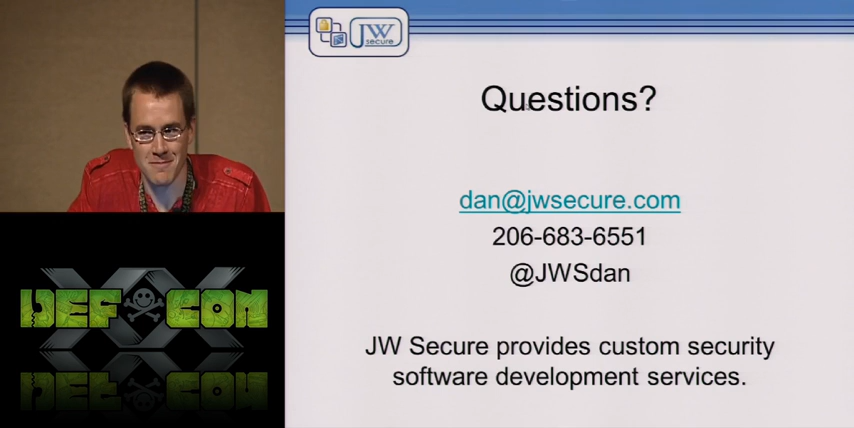 JW
secure
Questions?
dan@jwsecure.com
206-683-6551
@JWSdan
JW Secure provides custom security
software development services.
XX
DEF CON